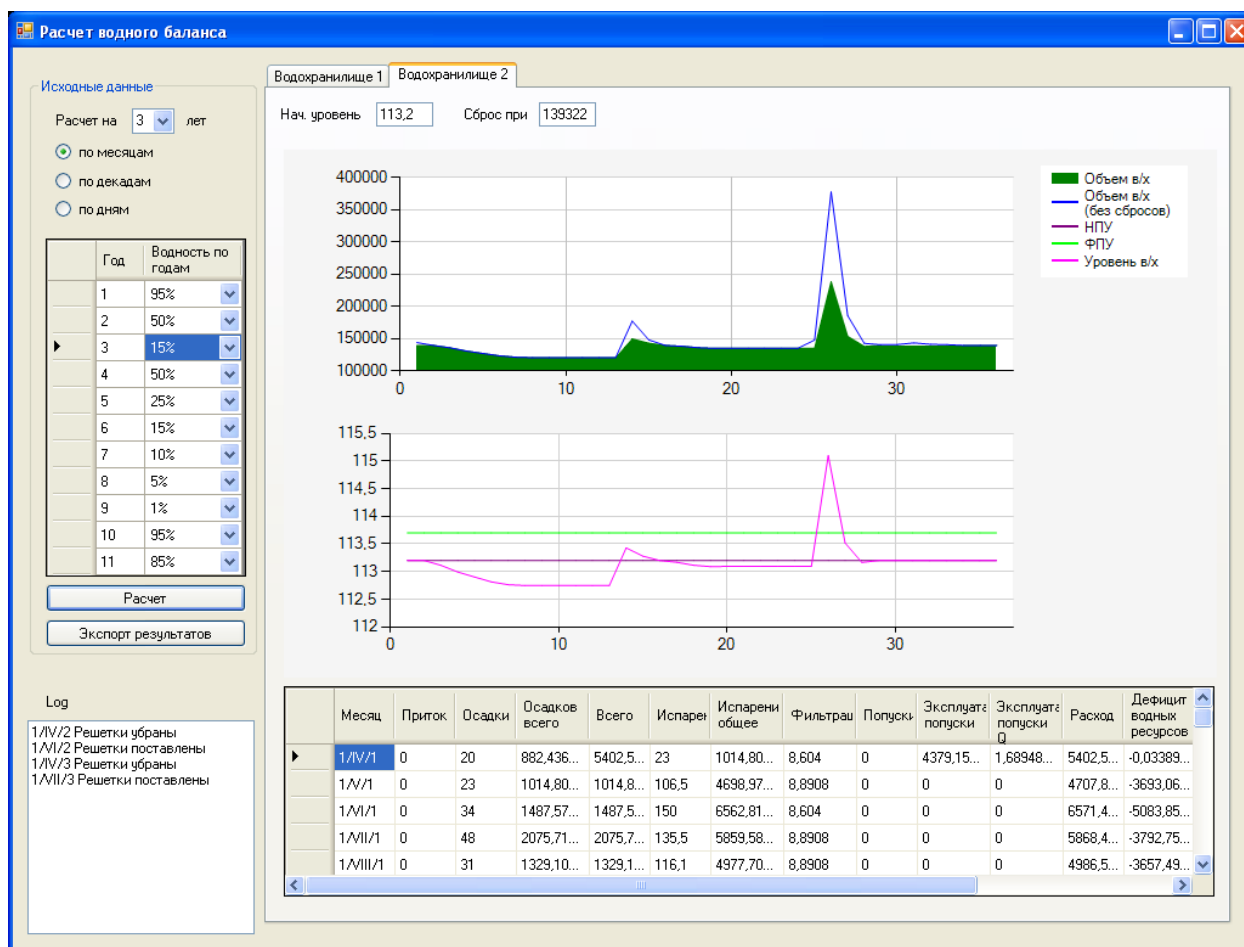 Расчет водного баланса
Исходные данные
Расчет на 3 лет
по месяцам
по декадам
по дням
Год Водность по годам
1 95%
2 50%
3 15%
4 50%
5 25%
6 15%
7 10%
8 5%
9 1%
10 95%
11 85%
Расчет
Экспорт результатов
Log
1/IV/2 Решетки убраны
1/VI/2 Решетки поставлены
1/IV/3 Решетки убраны
1/VII/3 Решетки поставлены
Водохранилище 1 Водохранилище 2
Нач. уровень 113,2 Сброс при 139322
400000
350000
300000
250000
200000
150000
100000
0 10 20 30
Объем в/х
Объем в/х
(без сбросов)
НПУ
ФПУ
Уровень в/х
115,5
115
114,5
114
113,5
113
112,5
112
0 10 20 30
Месяц Приток Осадки Осадков всего Всего Испарен Испарени общее Фильтрац Попуски Эксплуата попуски Эксплуата попуски Q Расход Дефицит водных ресурсов
1/IV/1 0 20 882,436... 5402,5... 23 1014,80... 8,604 0 4379,15... 1,68948... 5402,5... -0,03389...
1/V/1 0 23 1014,80... 1014,8... 106,5 4698,97... 8,8908 0 0 0 4707,8... -3693,06...
1/VI/1 0 34 1487,57... 1487,5... 150 6562,81... 8,604 0 0 0 6571,4... -5083,85...
1/VII/1 0 48 2075,71... 2075,7... 135,5 5859,58... 8,8908 0 0 0 5868,4... -3792,75...
1/VIII/1 0 31 1329,10... 1329,1... 116,1 4977,70... 8,8908 0 0 0 4986,5... -3657,49...